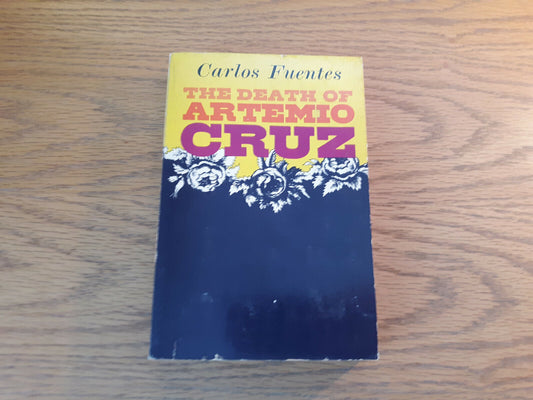 Carlos Fuentes
THE DEATH OF
ARTEMIO
CRUZ